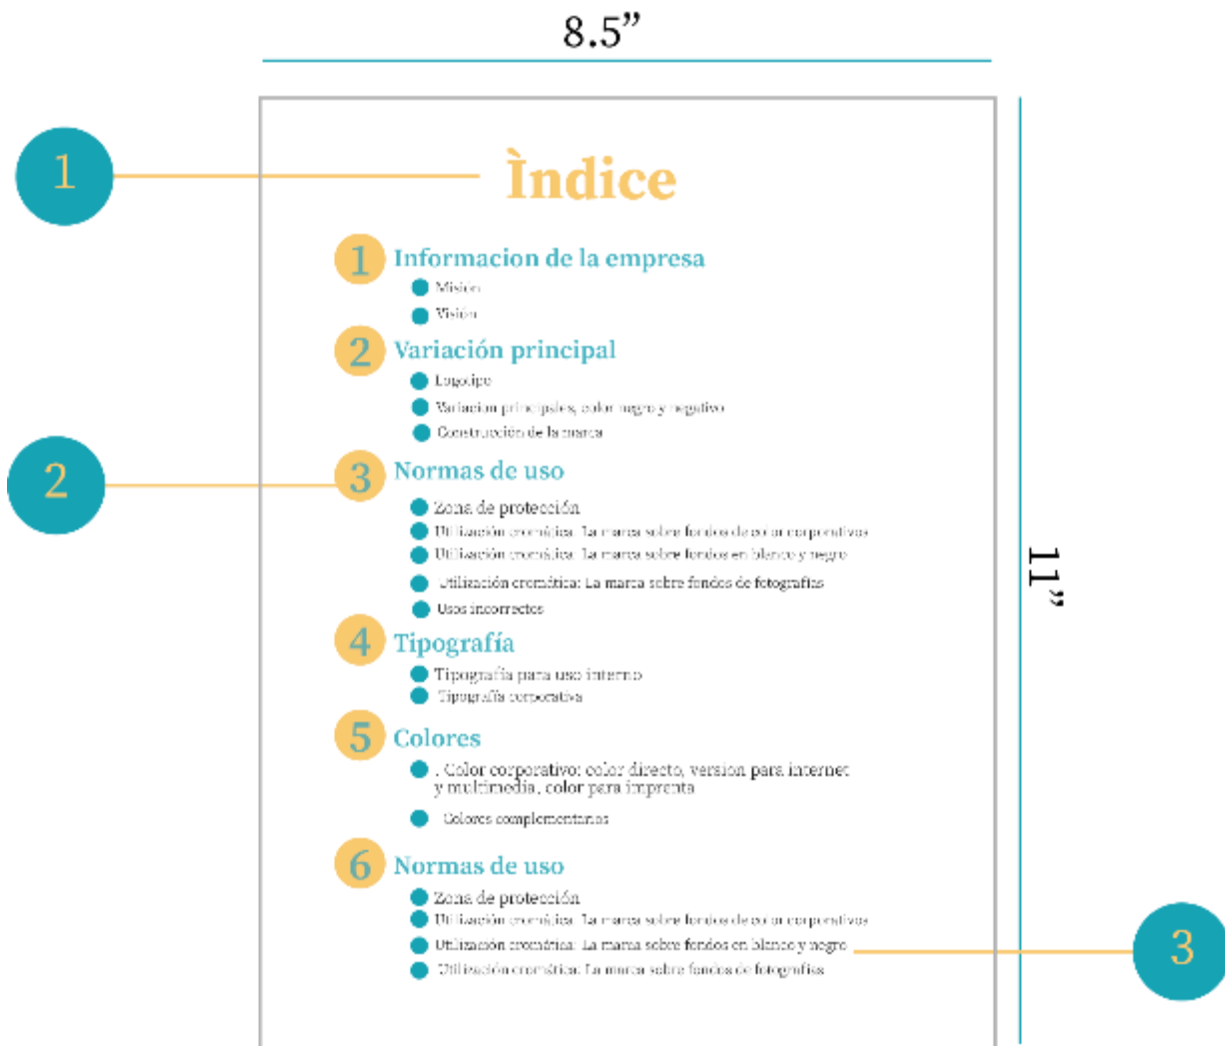 8.5”
1
Ìndice
1 Informacion de la empresa
Misión
Visión
2 Variación principal
Logotipo
Variacion principales, color negro y negativo
Construcción de la marca
2
3 Normas de uso
Zona de protección
Utilización cromática: La marca sobre fondos de color corporativos
Utilización cromática: La marca sobre fondos en blanco y negro
Utilización cromática: La marca sobre fondos de fotografías
Usos incorrectos
11”
4 Tipografía
Tipografía para uso interno
Tipografía corporativa
5 Colores
. Color corporativo: color directo, version para internet
y multimedia, color para imprenta
Colores complementarios
6 Normas de uso
Zona de protección
Utilización cromática: La marca sobre fondos de color corporativos
Utilización cromática: La marca sobre fondos en blanco y negro
3
Utilización cromática: La marca sobre fondos de fotografías